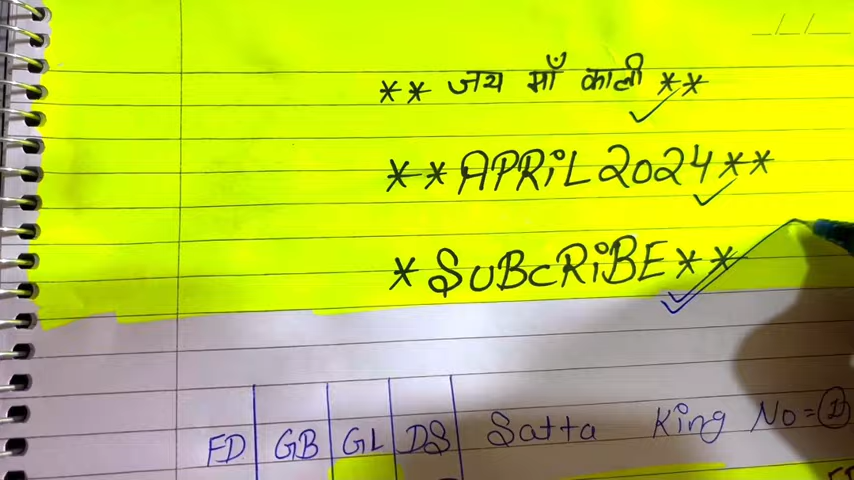 ** जय माँ काली **
**APRiL 2024**
*SUBcRiBE**
FD GB GL DS Satta King No=①